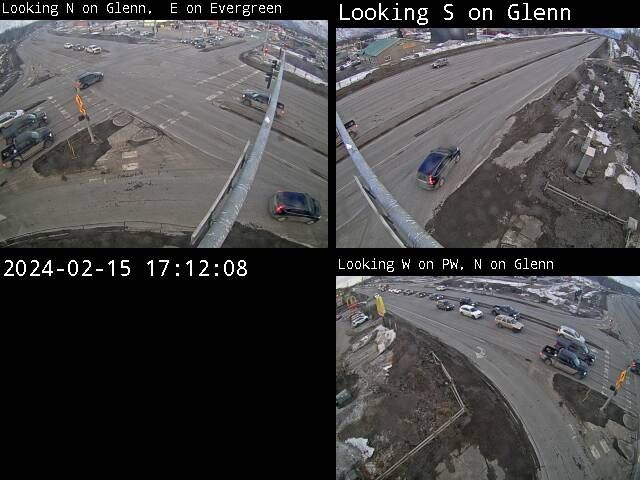 Looking N on Glenn, E on Evergreen
Looking S on Glenn
2024-02-15 17:12:08
Looking W on PW, N on Glenn